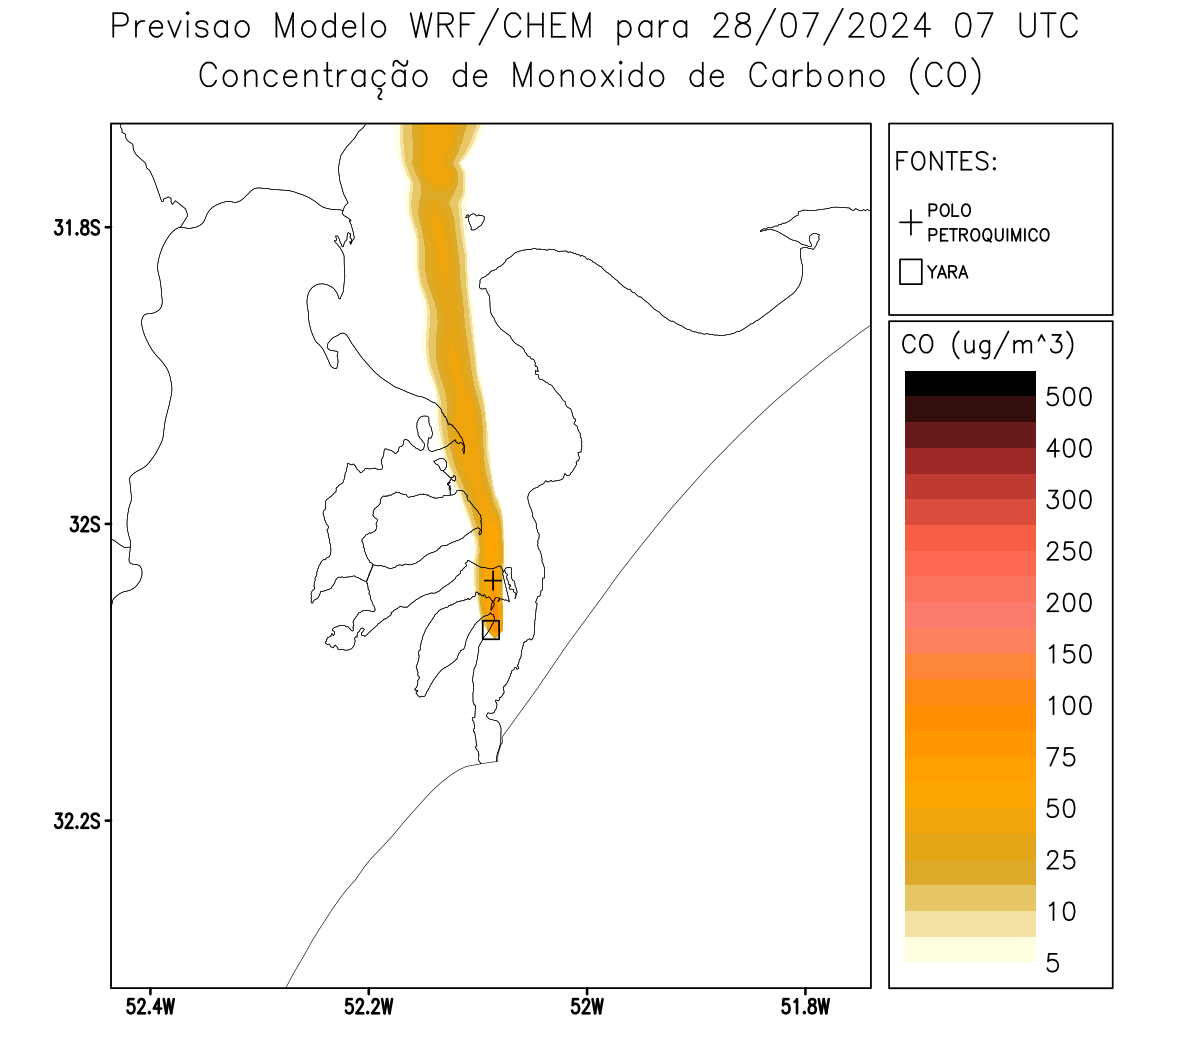 Previsao Modelo WRF/CHEM para 28/07/2024 07 UTC
Concentração de Monoxido de Carbono (CO)
FONTES:
POLO
PETROQUIMICO
YARA
CO (ug/m^3)
500
400
300
250
200
150
100
75
50
25
10
5
31.8S
32S
32.2S
52.4W
52.2W
52W
51.8W